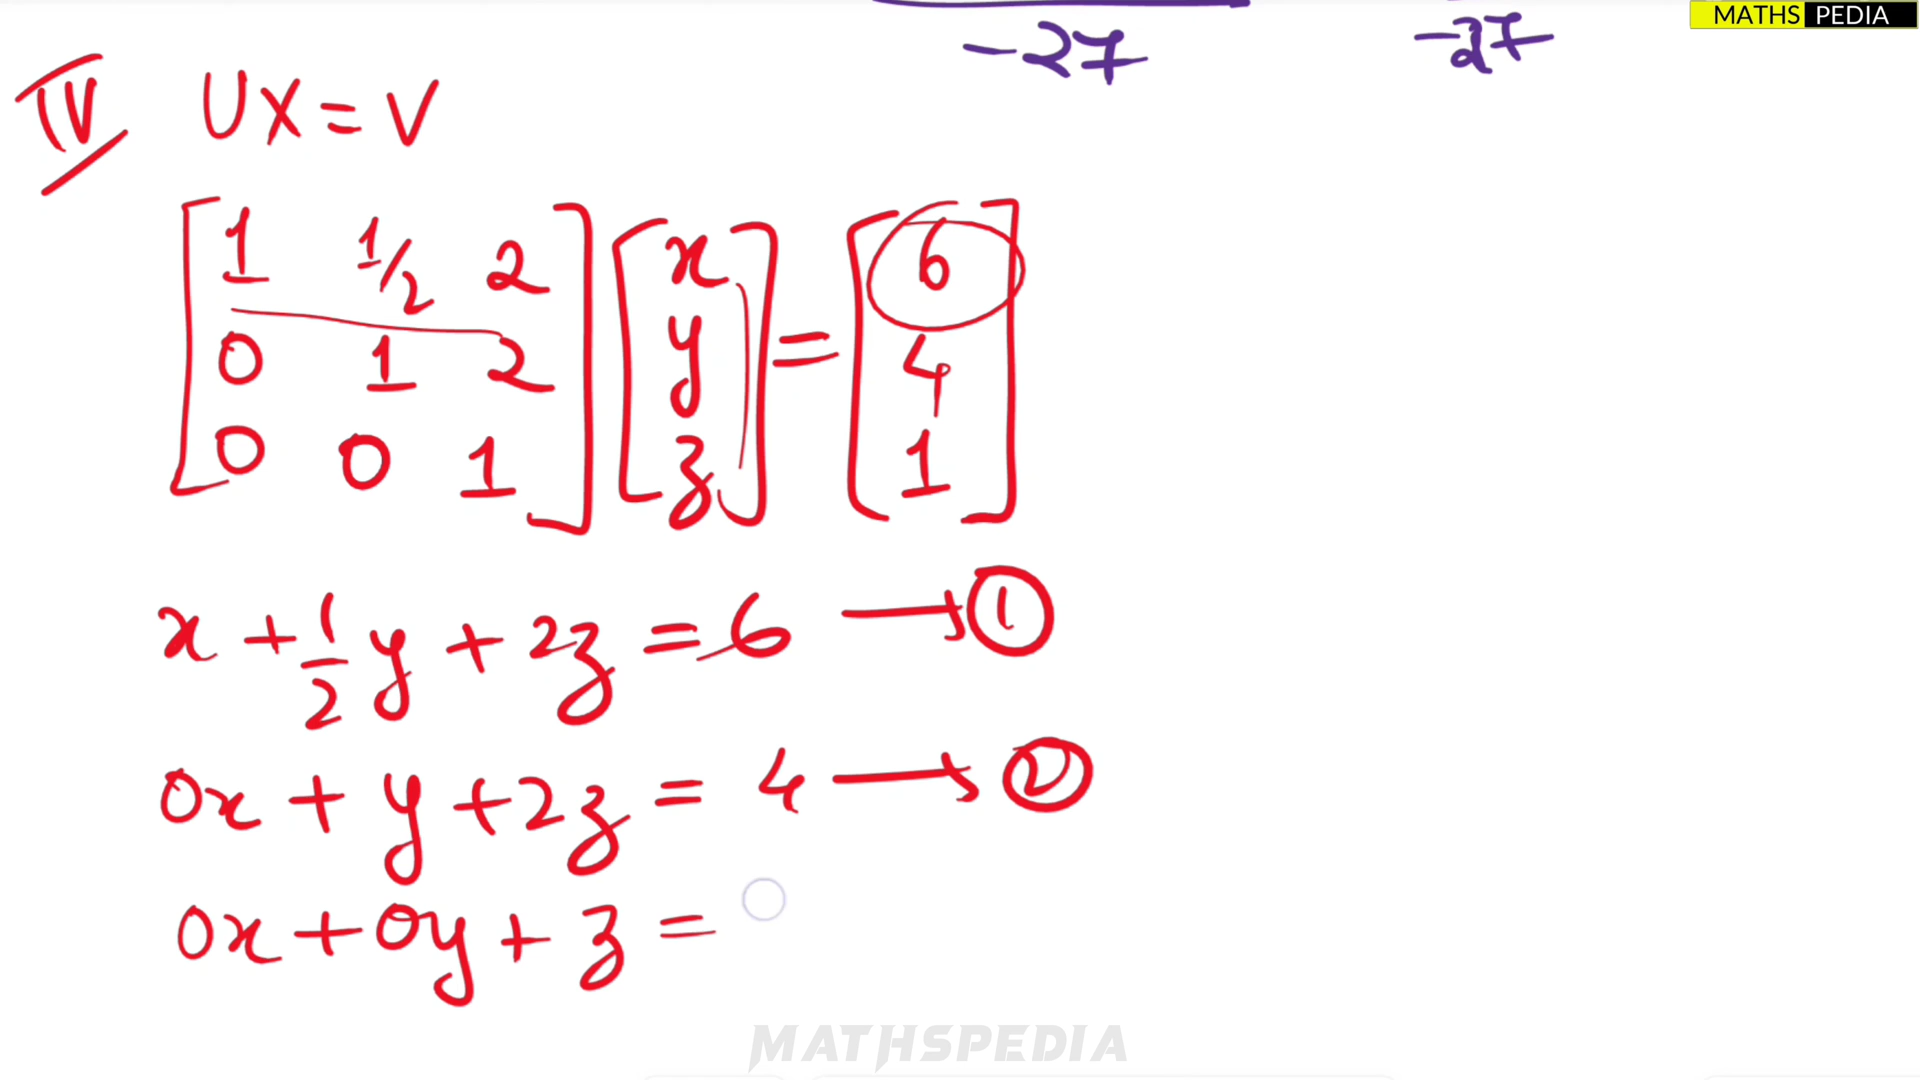 MATHS PEDIA
-27 -27
IV UX = V
[1 1/2 2] [x] = [6]
[0 1 2] [y] [4]
[0 0 1] [z] [1]
x + 1/2 y + 2z = 6 → ①
0x + y + 2z = 4 → ②
0x + 0y + z =
MATHSPEDIA